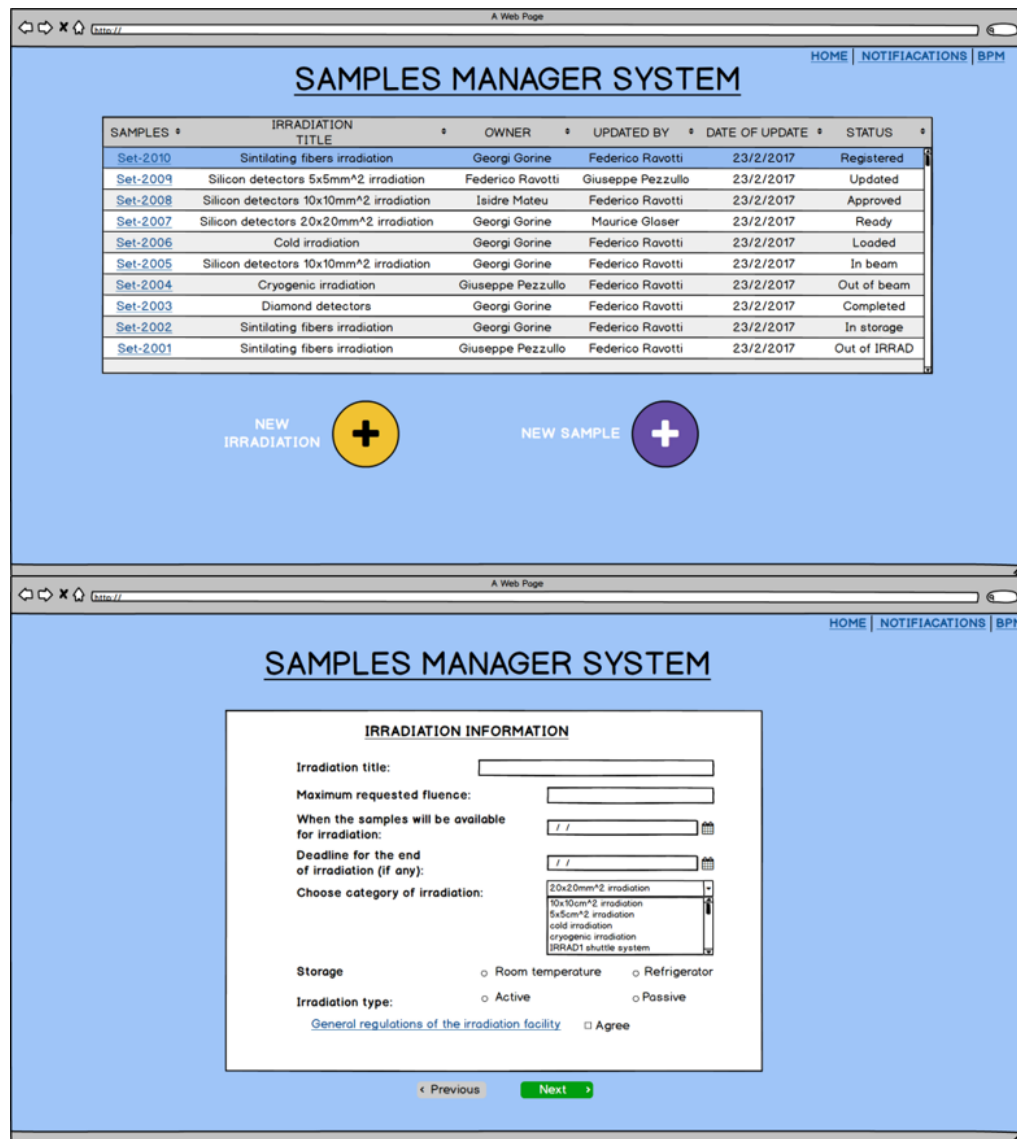 A Web Page
http://
HOME | NOTIFIACATIONS | BPM
SAMPLES MANAGER SYSTEM
SAMPLES IRRADIATION TITLE OWNER UPDATED BY DATE OF UPDATE STATUS
Set-2010 Sintilating fibers irradiation Georgi Gorine Federico Ravotti 23/2/2017 Registered
Set-2009 Silicon detectors 5x5mm^2 irradiation Federico Ravotti Giuseppe Pezzullo 23/2/2017 Updated
Set-2008 Silicon detectors 10x10mm^2 irradiation Isidre Mateu Federico Ravotti 23/2/2017 Approved
Set-2007 Silicon detectors 20x20mm^2 irradiation Georgi Gorine Maurice Glaser 23/2/2017 Ready
Set-2006 Cold irradiation Georgi Gorine Federico Ravotti 23/2/2017 Loaded
Set-2005 Silicon detectors 10x10mm^2 irradiation Georgi Gorine Federico Ravotti 23/2/2017 In beam
Set-2004 Cryogenic irradiation Giuseppe Pezzullo Federico Ravotti 23/2/2017 Out of beam
Set-2003 Diamond detectors Georgi Gorine Federico Ravotti 23/2/2017 Completed
Set-2002 Sintilating fibers irradiation Georgi Gorine Federico Ravotti 23/2/2017 In storage
Set-2001 Sintilating fibers irradiation Giuseppe Pezzullo Federico Ravotti 23/2/2017 Out of IRRAD
NEW
IRRADIATION
NEW SAMPLE
A Web Page
http://
HOME | NOTIFIACATIONS | BPM
SAMPLES MANAGER SYSTEM
IRRADIATION INFORMATION
Irradiation title:
Maximum requested fluence:
When the samples will be available
for irradiation:
/ /
Deadline for the end
of irradiation (if any):
/ /
Choose category of irradiation:
20x20mm^2 irradiation
10x10cm^2 irradiation
5x5cm^2 irradiation
cold irradiation
cryogenic irradiation
IRRAD1 shuttle system
Storage Room temperature Refrigerator
Irradiation type: Active Passive
General regulations of the irradiation facility Agree
< Previous Next >